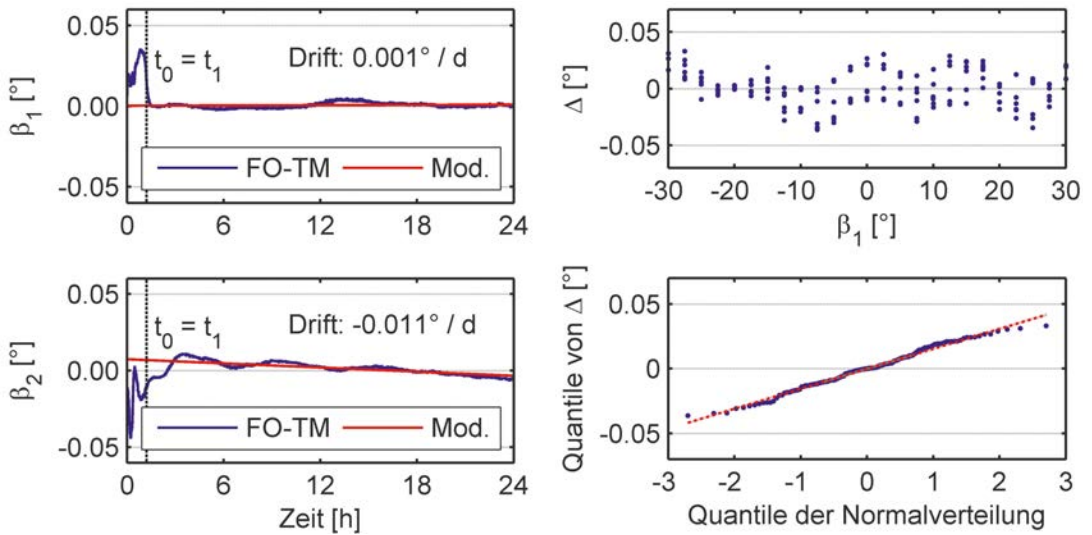 0.05
0.00
-0.05
β1 [°]
t0 = t1
Drift: 0.001° / d
FO-TM
Mod.
0 6 12 18 24
0.05
0
-0.05
Δ [°]
-30 -20 -10 0 10 20 30
β1 [°]
0.05
0.00
-0.05
β2 [°]
t0 = t1
Drift: -0.011° / d
FO-TM
Mod.
0 6 12 18 24
Zeit [h]
0.05
0
-0.05
Quantile von Δ [°]
-3 -2 -1 0 1 2 3
Quantile der Normalverteilung